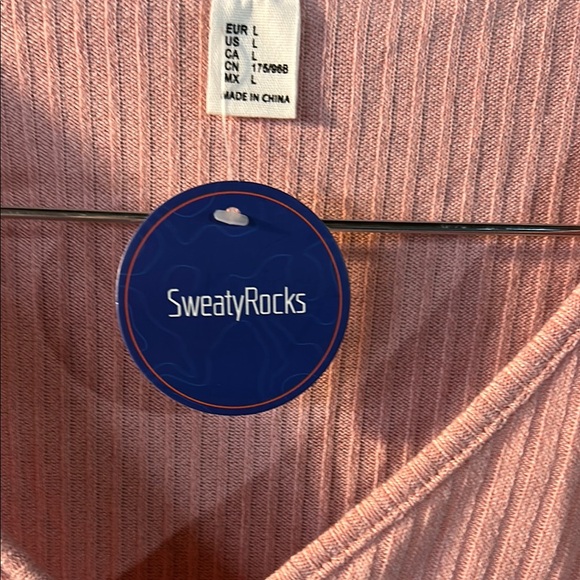 EUR L
US L
CA L
CN 175/96B
MX L
MADE IN CHINA
SweatyRocks